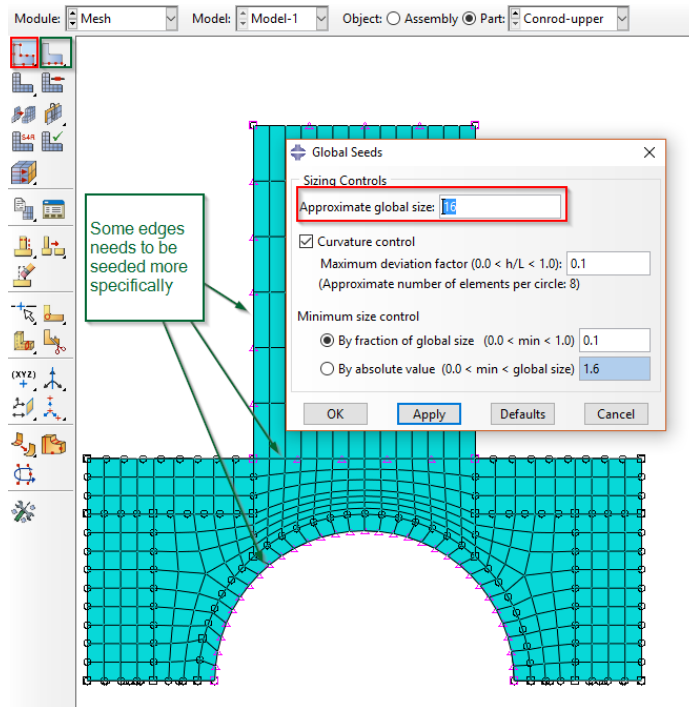 Module: Mesh Model: Model-1 Object: Assembly Part: Conrod-upper
S4R
(XYZ)
Some edges
needs to be
seeded more
specifically
Global Seeds
Sizing Controls
Approximate global size: 16
Curvature control
Maximum deviation factor (0.0 < h/L < 1.0): 0.1
(Approximate number of elements per circle: 8)
Minimum size control
By fraction of global size (0.0 < min < 1.0) 0.1
By absolute value (0.0 < min < global size) 1.6
OK Apply Defaults Cancel